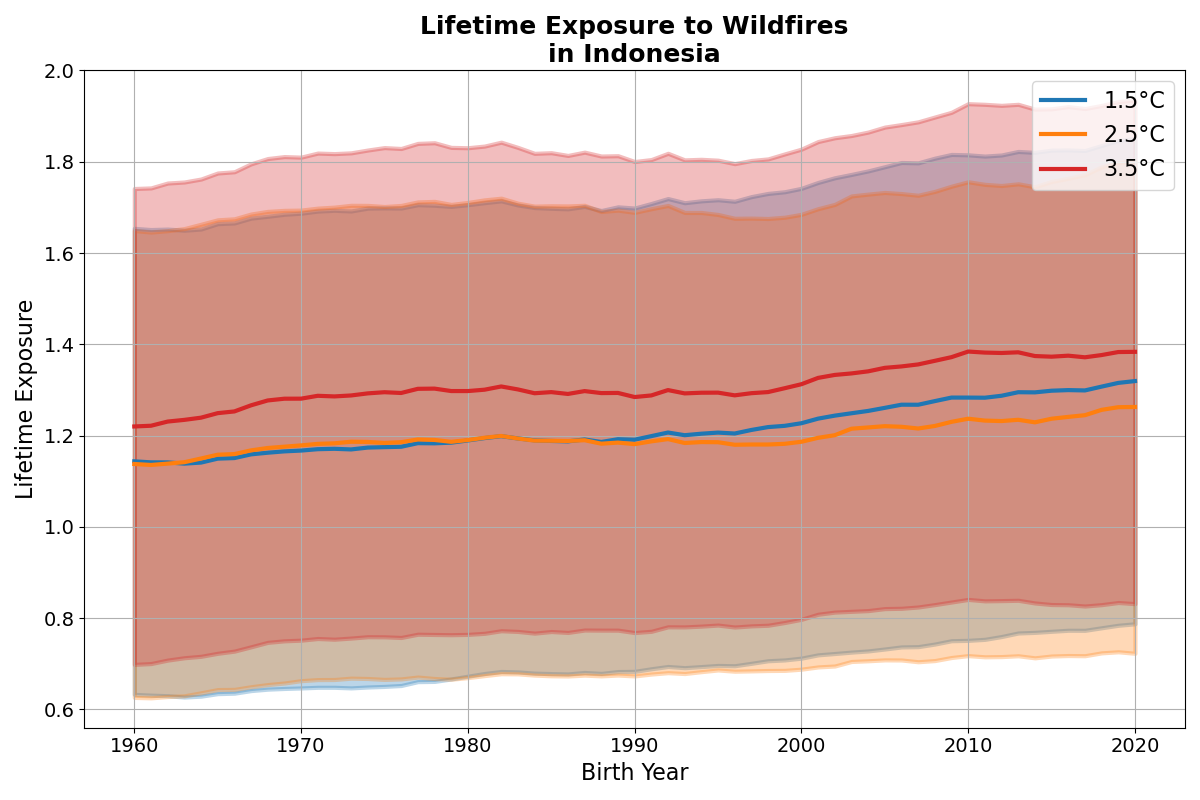 Lifetime Exposure to Wildfires
in Indonesia
1.5°C
2.5°C
3.5°C
Lifetime Exposure
2.0
1.8
1.6
1.4
1.2
1.0
0.8
0.6
1960 1970 1980 1990 2000 2010 2020
Birth Year